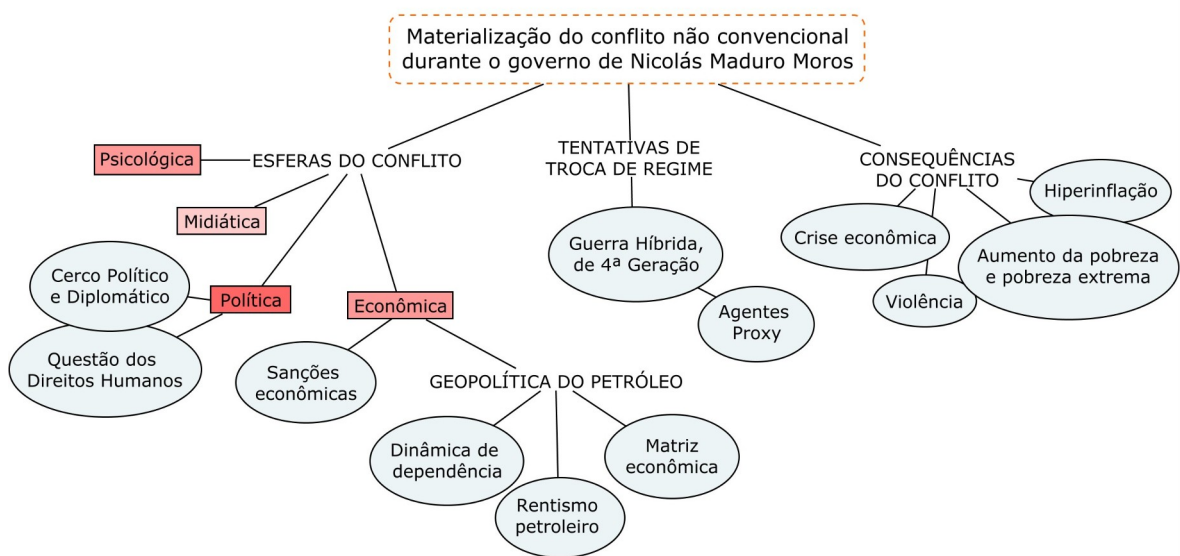 Materialização do conflito não convencional
durante o governo de Nicolás Maduro Moros
Psicológica
ESFERAS DO CONFLITO
TENTATIVAS DE
TROCA DE REGIME
CONSEQUÊNCIAS
DO CONFLITO
Hiperinflação
Midiática
Guerra Híbrida,
de 4ª Geração
Crise econômica
Aumento da pobreza
e pobreza extrema
Cerco Político
e Diplomático
Política
Econômica
Violência
Agentes
Proxy
Questão dos
Direitos Humanos
Sanções
econômicas
GEOPOLÍTICA DO PETRÓLEO
Dinâmica de
dependência
Matriz
econômica
Rentismo
petroleiro